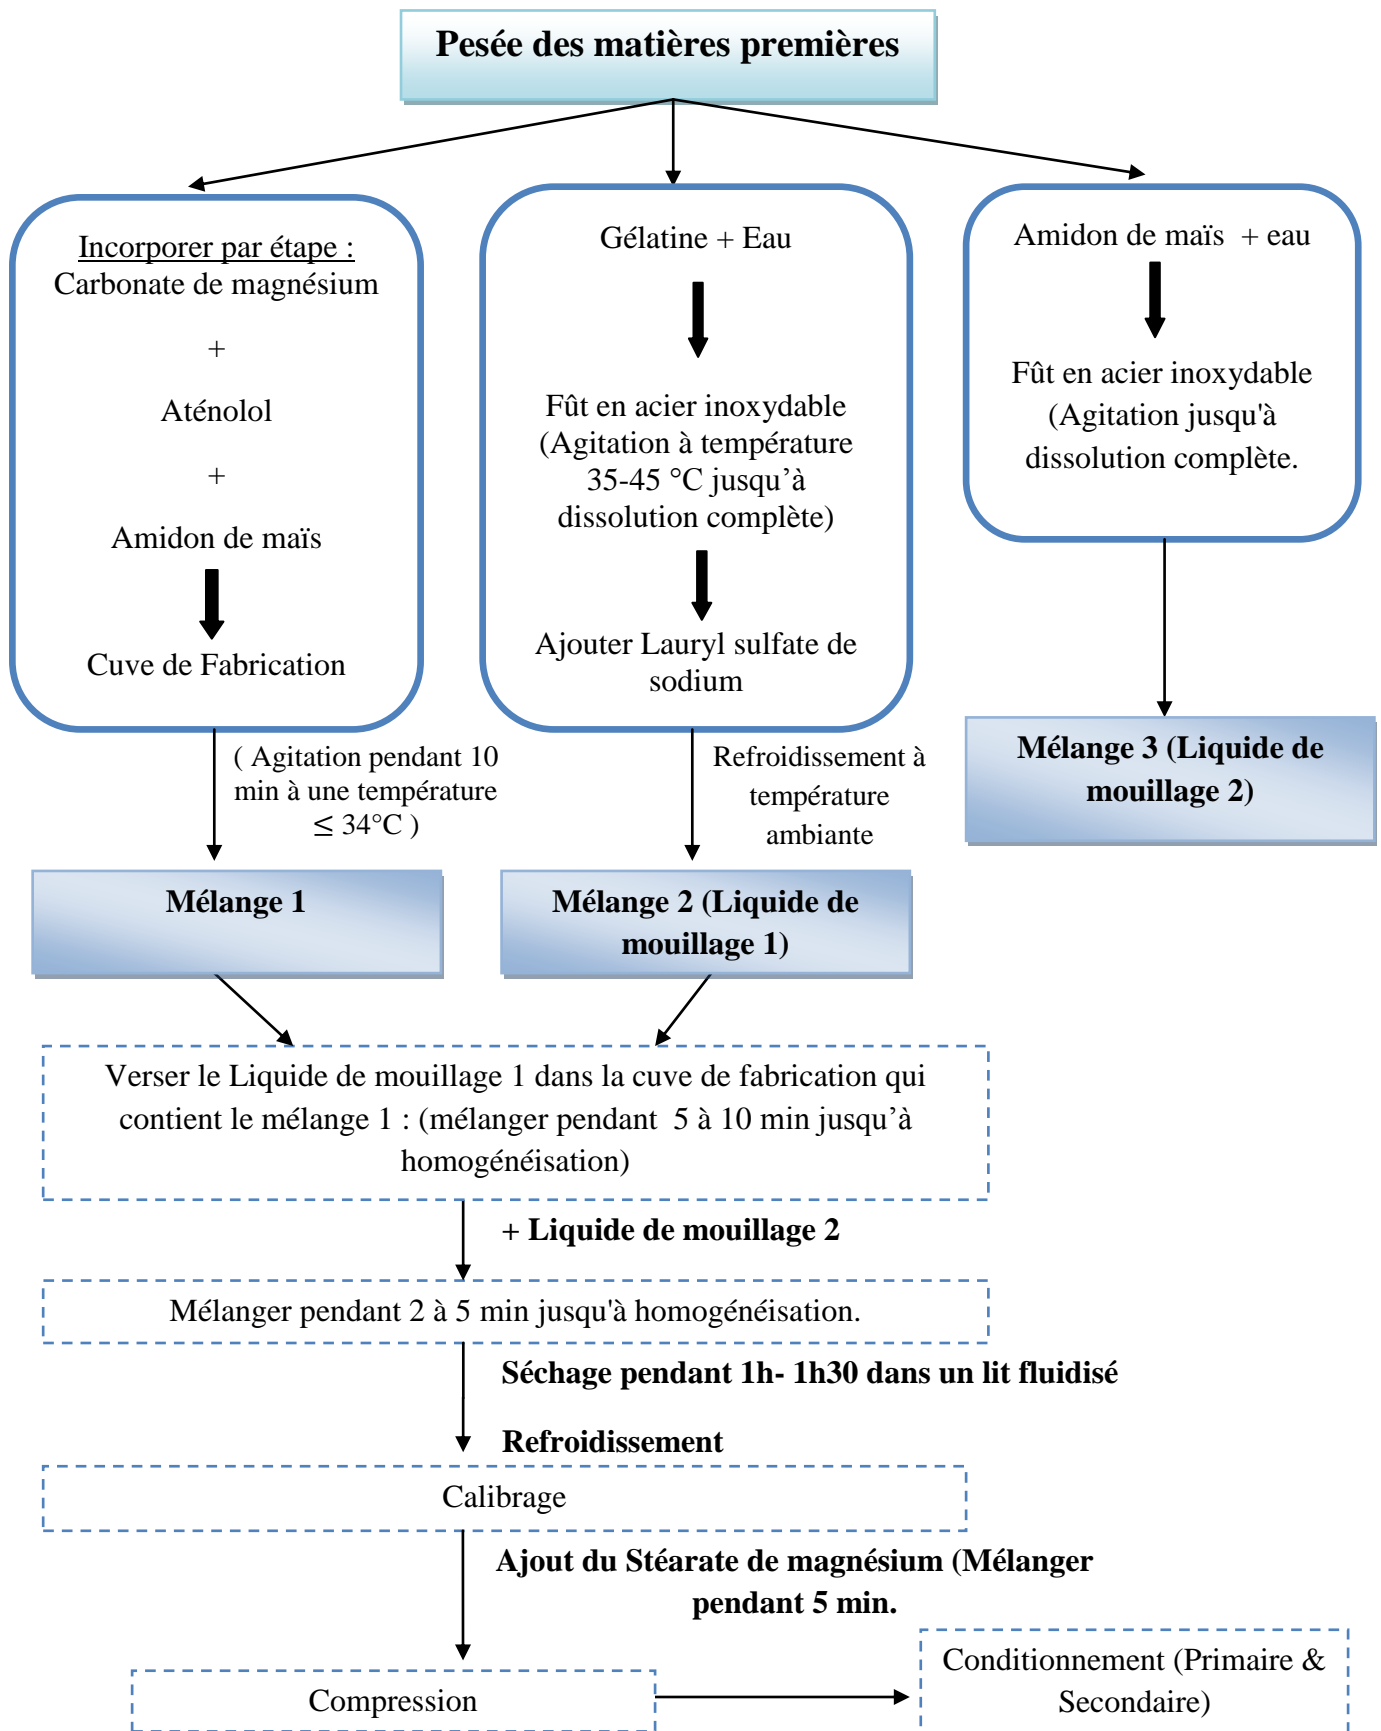 Pesée des matières premières
Incorporer par étape :
Carbonate de magnésium
+
Aténolol
+
Amidon de maïs
Cuve de Fabrication
Gélatine + Eau
Fût en acier inoxydable
(Agitation à température
35-45 °C jusqu’à
dissolution complète)
Ajouter Lauryl sulfate de
sodium
Amidon de maïs + eau
Fût en acier inoxydable
(Agitation jusqu'à
dissolution complète.
( Agitation pendant 10
min à une température
≤ 34°C )
Refroidissement à
température
ambiante
Mélange 3 (Liquide de
mouillage 2)
Mélange 1
Mélange 2 (Liquide de
mouillage 1)
Verser le Liquide de mouillage 1 dans la cuve de fabrication qui
contient le mélange 1 : (mélanger pendant 5 à 10 min jusqu’à
homogénéisation)
+ Liquide de mouillage 2
Mélanger pendant 2 à 5 min jusqu'à homogénéisation.
Séchage pendant 1h- 1h30 dans un lit fluidisé
Refroidissement
Calibrage
Ajout du Stéarate de magnésium (Mélanger
pendant 5 min.
Compression
Conditionnement (Primaire &
Secondaire)